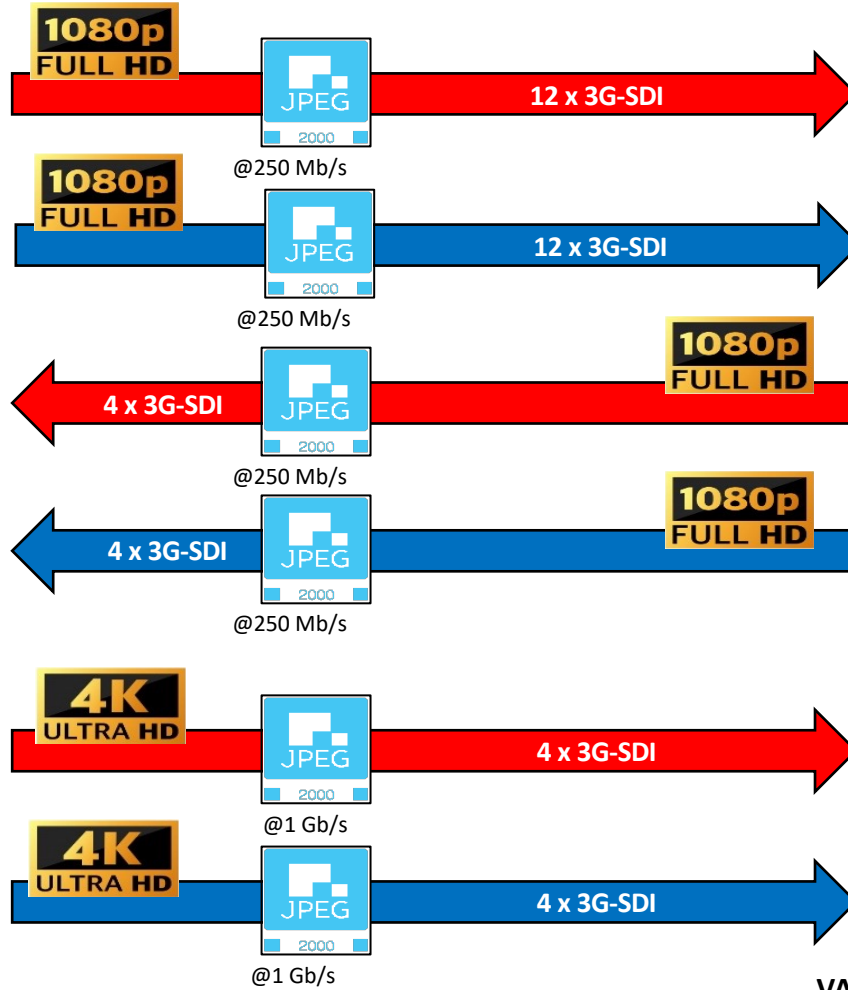 1080p
FULL HD
JPEG
2000
12 x 3G-SDI
@250 Mb/s
1080p
FULL HD
JPEG
2000
12 x 3G-SDI
@250 Mb/s
1080p
FULL HD
4 x 3G-SDI
JPEG
2000
@250 Mb/s
1080p
FULL HD
4 x 3G-SDI
JPEG
2000
@250 Mb/s
4K
ULTRA HD
JPEG
2000
4 x 3G-SDI
@1 Gb/s
4K
ULTRA HD
JPEG
2000
4 x 3G-SDI
@1 Gb/s